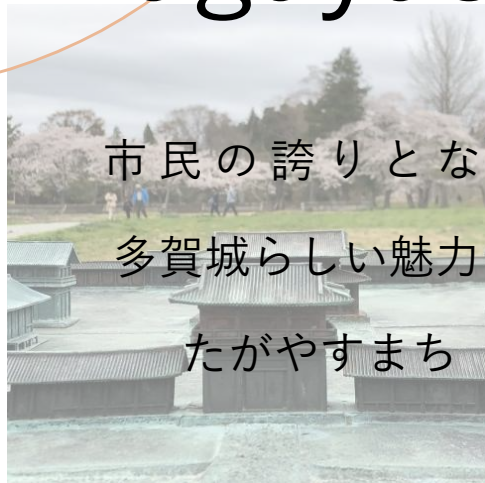 市民の誇りとな
多賀城らしい魅力
たがやすまち